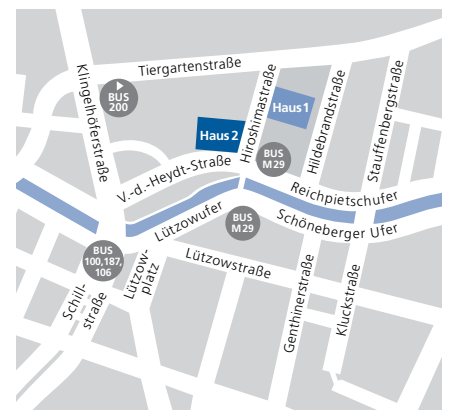 Tiergartenstraße
Klingelhöferstraße
BUS
200
Hiroshimastraße
Haus 1
Hildebrandstraße
Stauffenbergstraße
Haus 2
BUS
M29
V.-d.-Heydt-Straße
Reichpietschufer
Lützowufer
BUS
M29
Schöneberger Ufer
BUS
100,187,
106
Lützow-
platz
Lützowstraße
Schill-
straße
Genthinerstraße
Kluckstraße